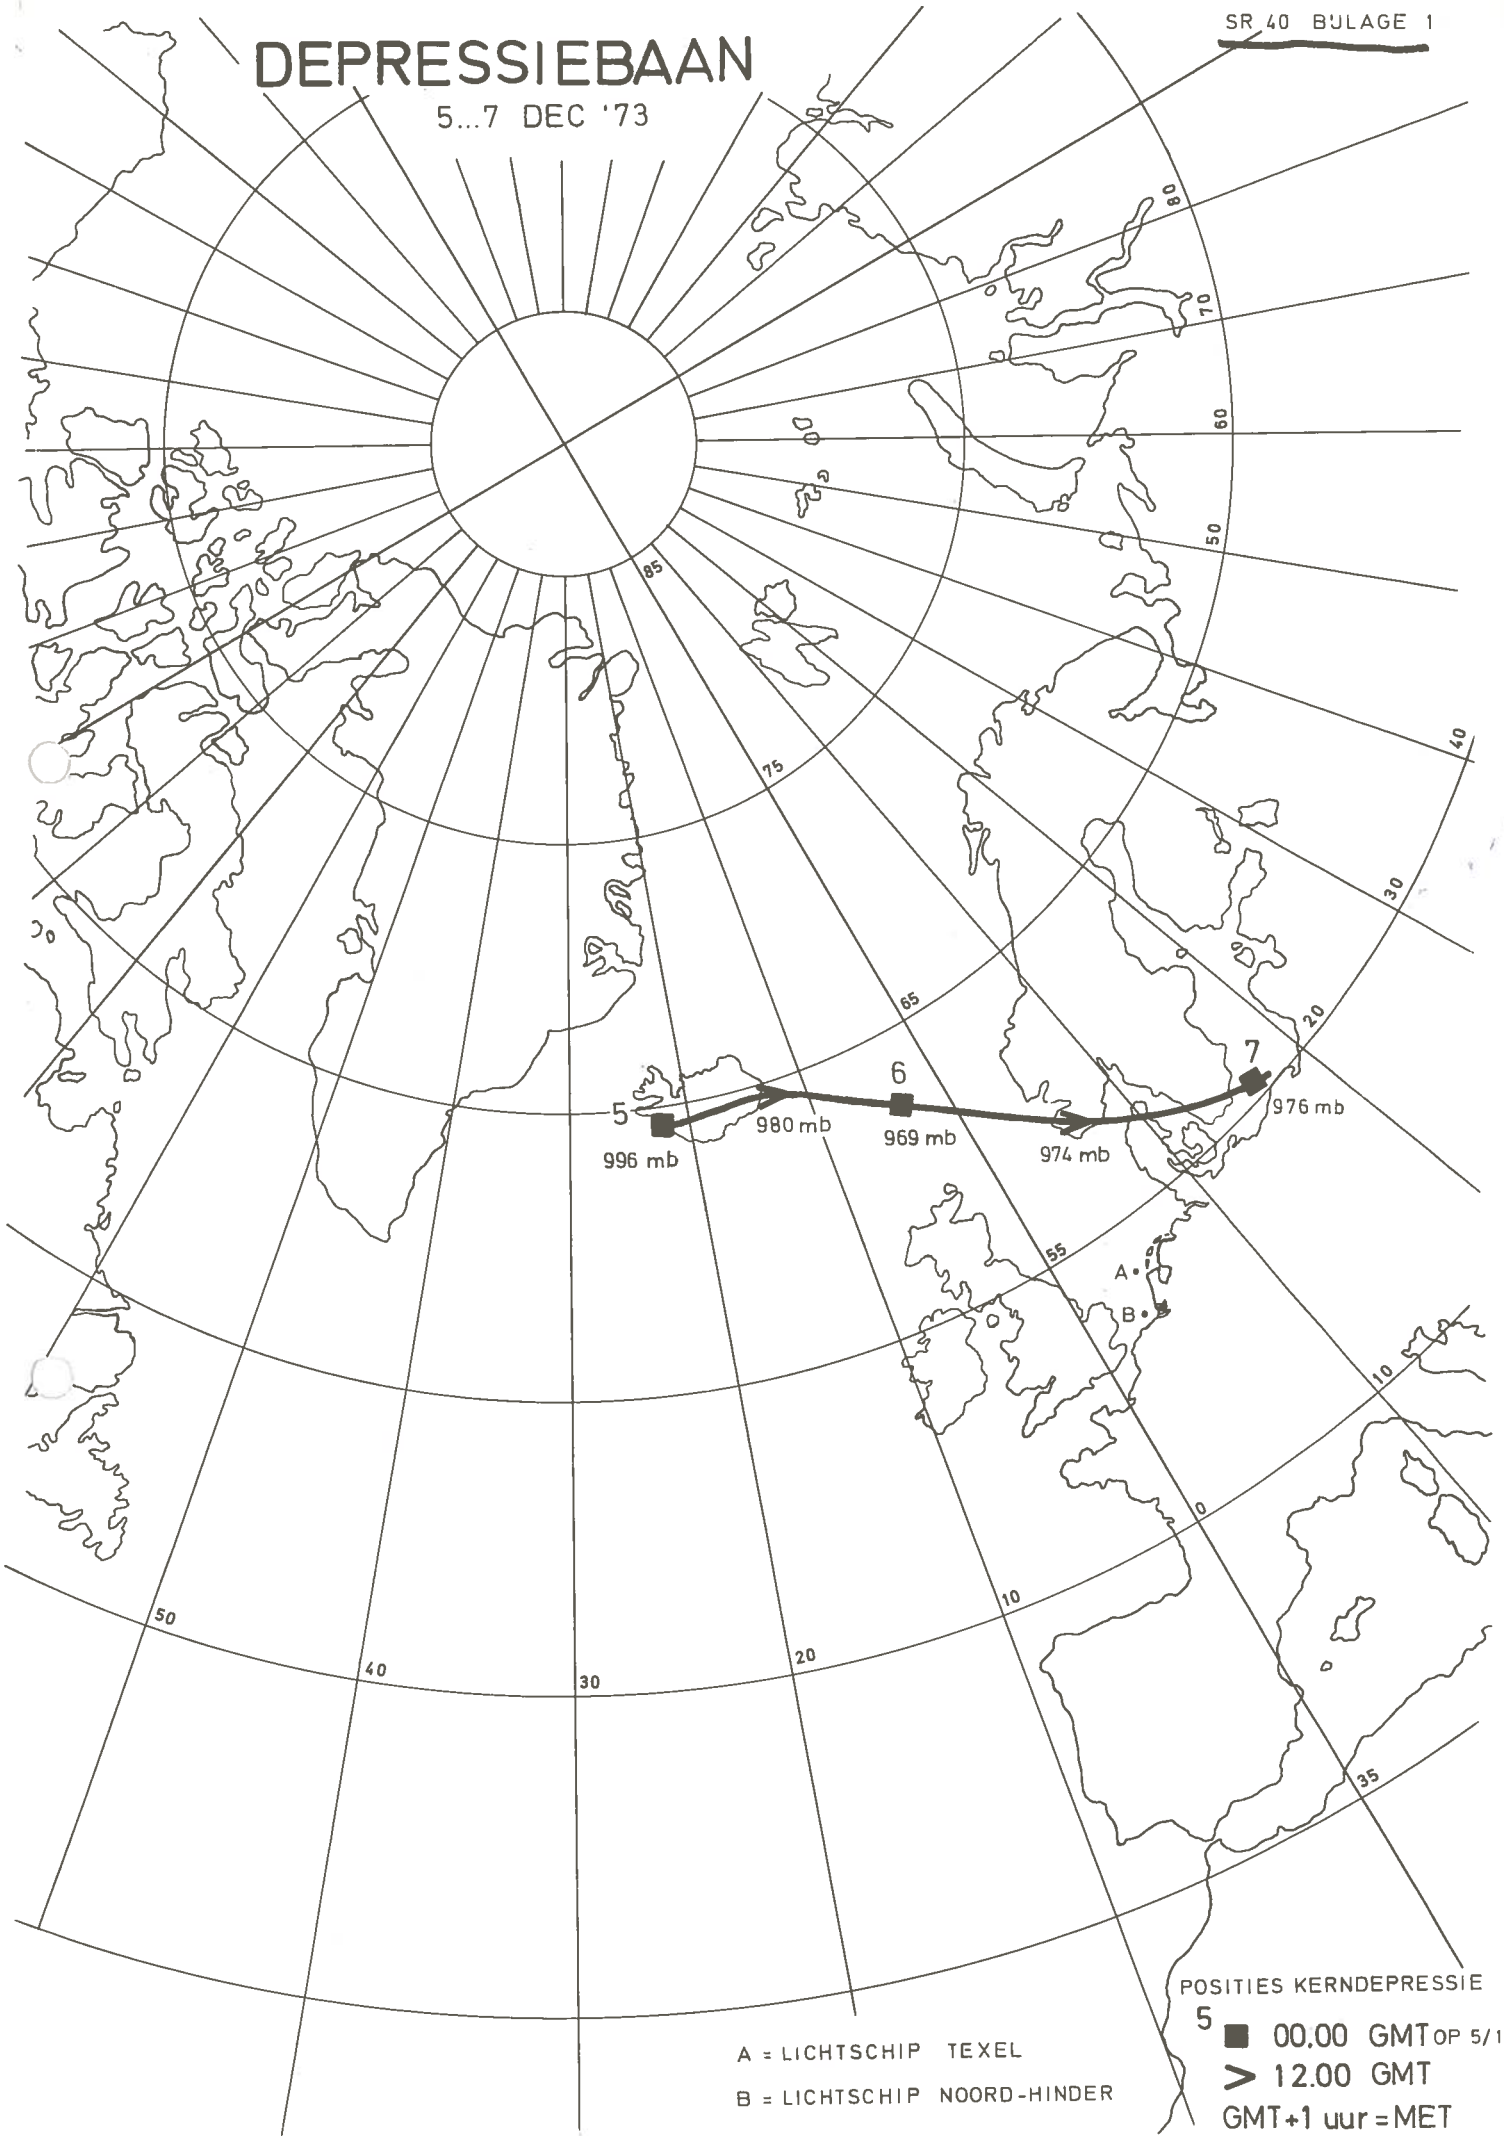 SR 40 BIJLAGE 1
DEPRESSIEBAAN
5...7 DEC '73
80
70
60
50
85
40
75
30
65
20
7
6
5
976 mb
980 mb
969 mb
996 mb
974 mb
55
A
B
10
0
10
50
20
40
30
35
POSITIES KERNDEPRESSIE
5
00.00 GMT OP 5/1
A = LICHTSCHIP TEXEL
> 12.00 GMT
B = LICHTSCHIP NOORD-HINDER
GMT+1 uur = MET